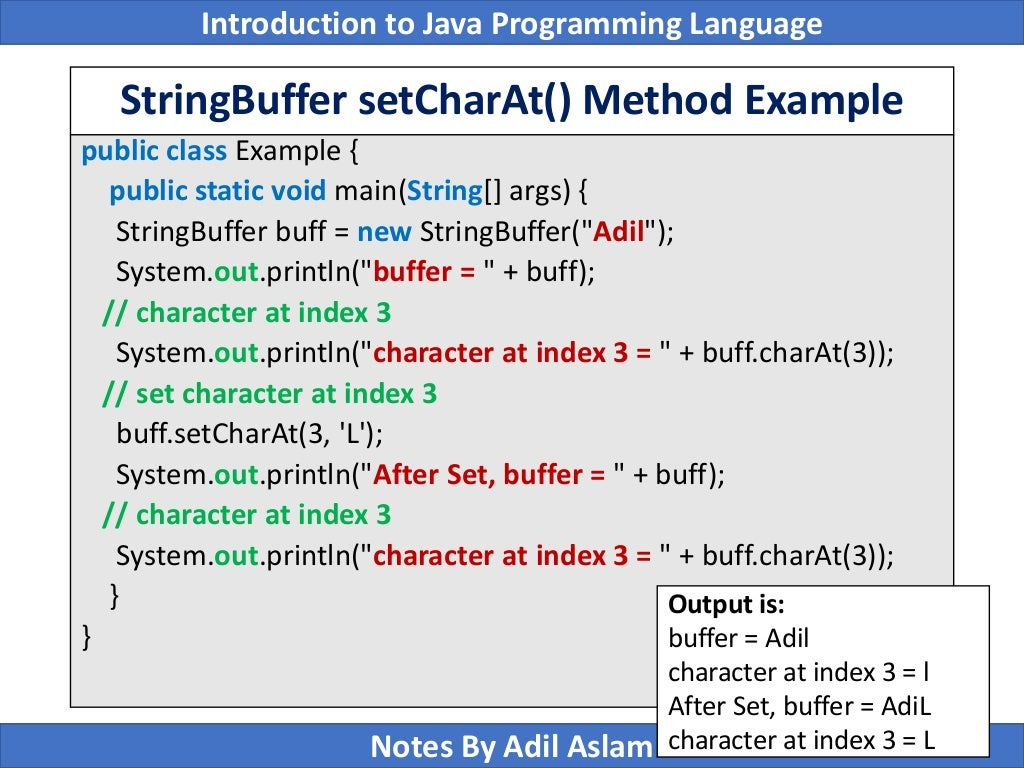 Introduction to Java Programming Language
StringBuffer setCharAt() Method Example
public class Example {
public static void main(String[] args) {
StringBuffer buff = new StringBuffer("Adil");
System.out.println("buffer = " + buff);
// character at index 3
System.out.println("character at index 3 = " + buff.charAt(3));
// set character at index 3
buff.setCharAt(3, 'L');
System.out.println("After Set, buffer = " + buff);
// character at index 3
System.out.println("character at index 3 = " + buff.charAt(3));
}
}
Output is:
buffer = Adil
character at index 3 = l
After Set, buffer = AdiL
character at index 3 = L
Notes By Adil Aslam